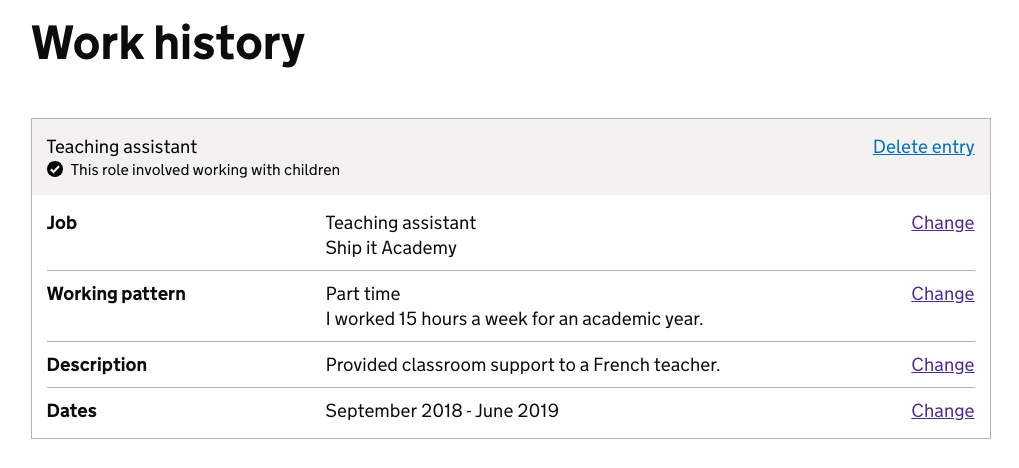 Work history
Teaching assistant
Delete entry
This role involved working with children
Job
Teaching assistant
Change
Ship it Academy
Working pattern
Part time
Change
I worked 15 hours a week for an academic year.
Description
Provided classroom support to a French teacher.
Change
Dates
September 2018 - June 2019
Change